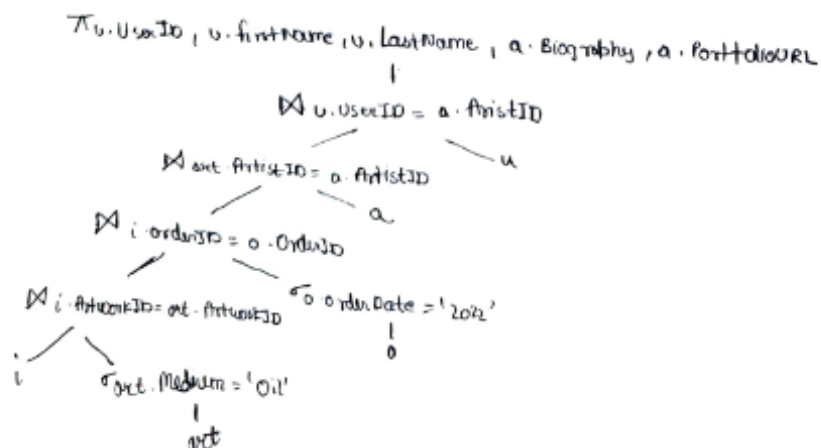 π u.UserID, u.firstName, u.LastName, a.Biography, a.PortfolioURL
⋈ u.UserID = a.AristID
⋈ art.ArtistID = a.ArtistID
u
⋈ i.orderID = o.OrderID
a
⋈ i.ArtworkID = art.ArtworkID
σ o.orderDate = '2022'
o
i
σ art.Medium = 'Oil'
art